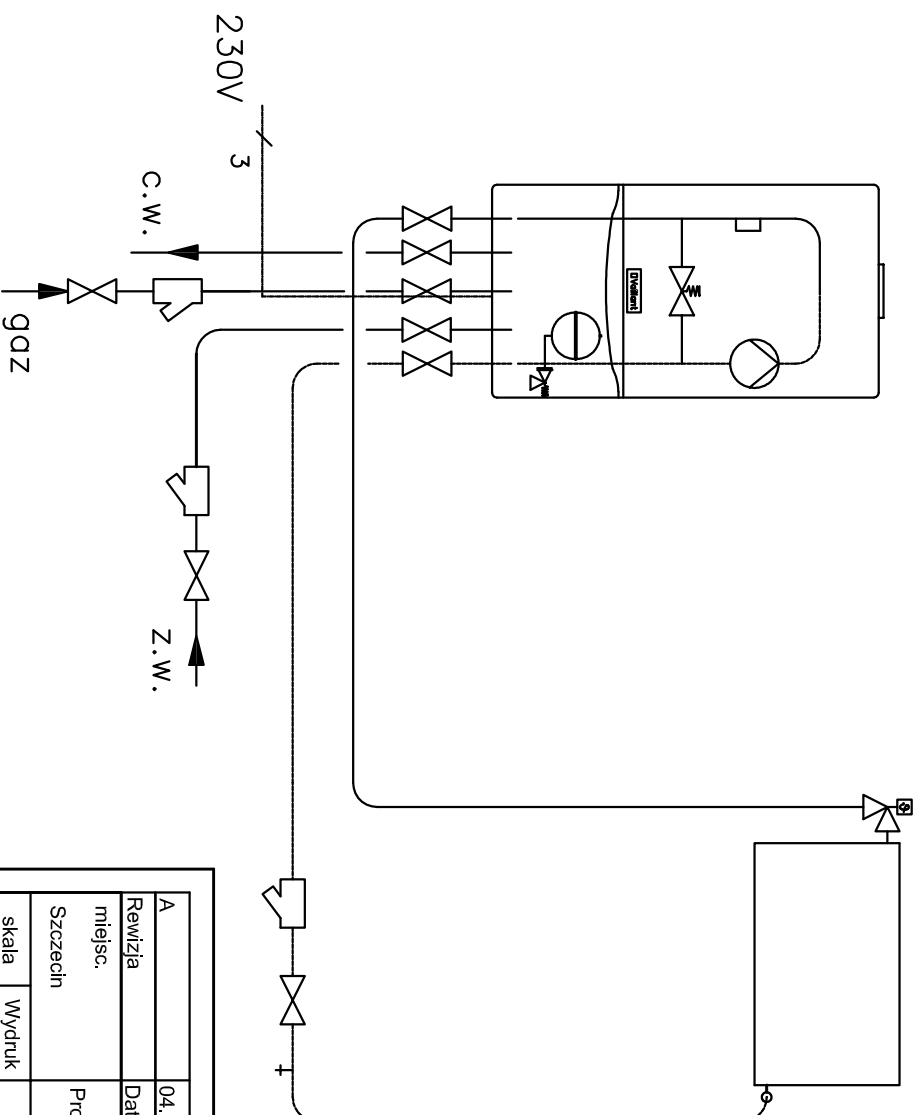 230V
3
c.w.
gaz
z.w.
Vaillant
A
04.
Rewizja
Dat
miejsc.
Szczecin
Pro
skala
Wydruk